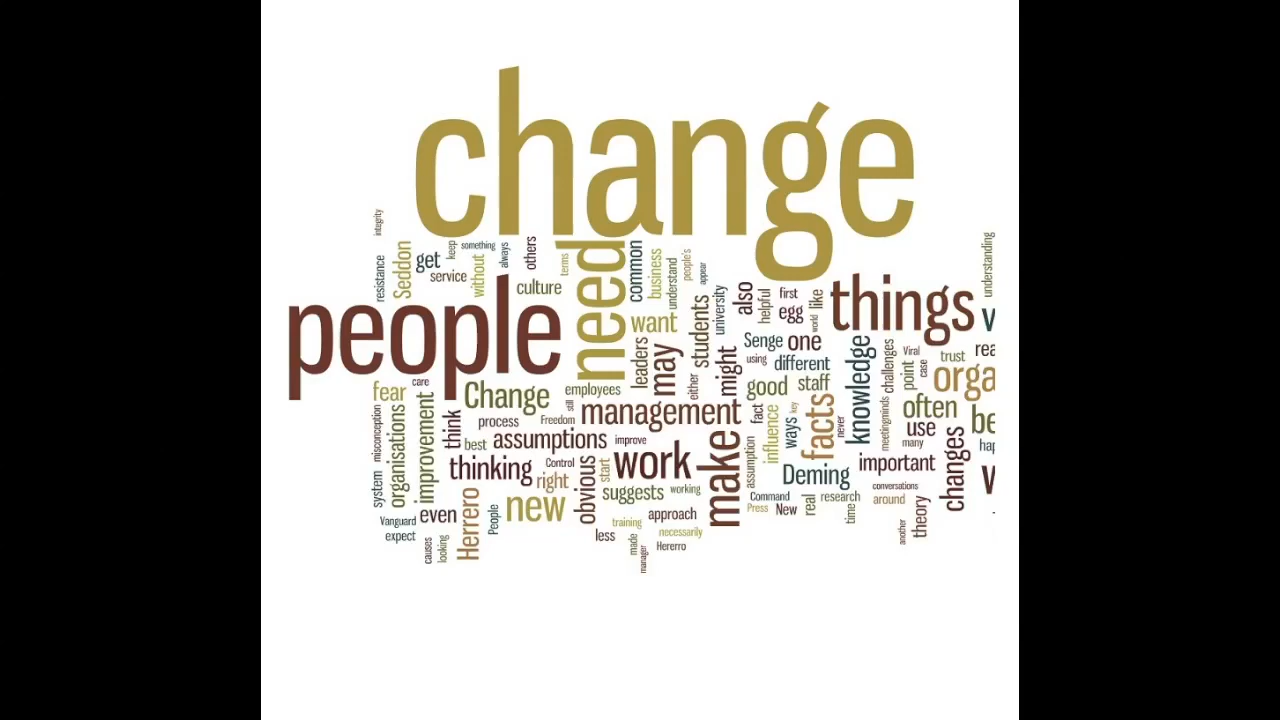 change
integrity
resistance
Seddon
get
keep
something
service
without
always
others
culture
terms
need
common
business
understand
people's
appear
people
want
students
university
also
helpful
first
egg
world
like
things
understanding
leaders
may
either
might
Senge
one
using
different
knowledge
challenges
Viral
point
case
trust
fear
care
Change
employees
still
management
good
staff
misconception
organisations
improvement
think
process
Freedom
fact
influence
ways
key
facts
never
meetingminds
often
use
many
best
assumptions
improve
thinking
Control
right
start
obvious
work
make
assumption
Deming
important
changes
system
suggests
working
Command
Press
New
real
research
time
conversations
around
theory
another
Vanguard
even
expect
Herrero
People
new
approach
training
less
necessarily
made
manager
Hererro
causes
looking